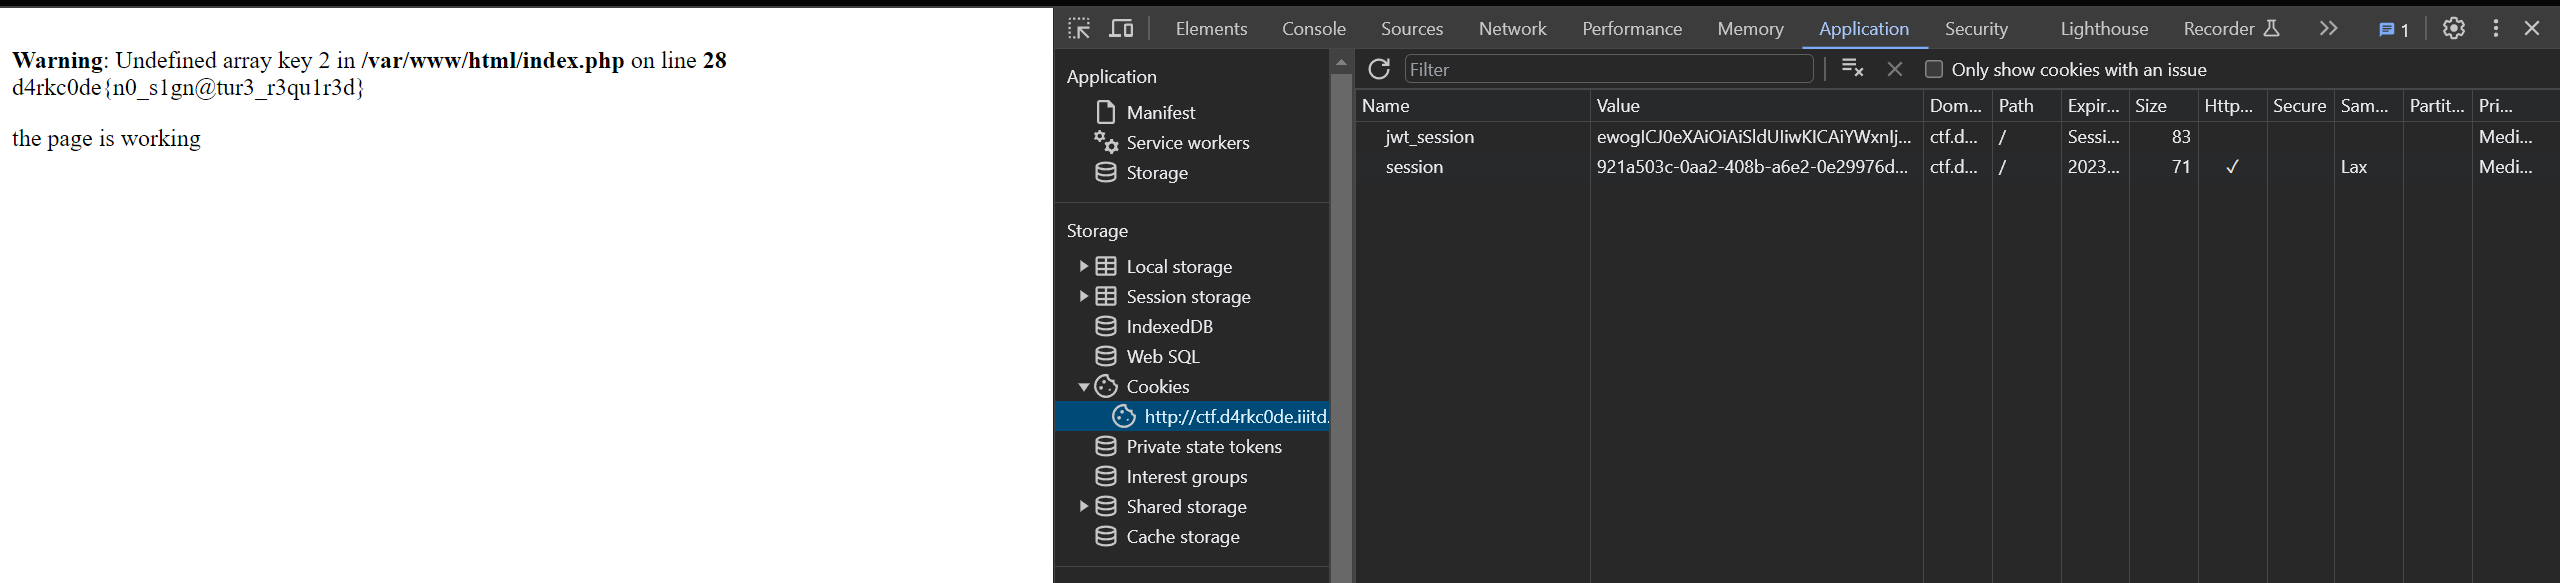 Warning: Undefined array key 2 in /var/www/html/index.php on line 28
d4rkc0de{n0_s1gn@tur3_r3qu1r3d}
the page is working
Elements Console Sources Network Performance Memory Application Security Lighthouse Recorder 1
Application
Manifest
Service workers
Storage
Storage
Local storage
Session storage
IndexedDB
Web SQL
Cookies
http://ctf.d4rkc0de.iiitd.
Private state tokens
Interest groups
Shared storage
Cache storage
Filter Only show cookies with an issue
Name Value Dom... Path Expir... Size Http... Secure Sam... Partit... Pri...
jwt_session ewogICJ0eXAiOiAiSldUIiwKICAiYWxnIj... ctf.d... / Sessi... 83 Medi...
session 921a503c-0aa2-408b-a6e2-0e29976d... ctf.d... / 2023... 71 ✓ Lax Medi...